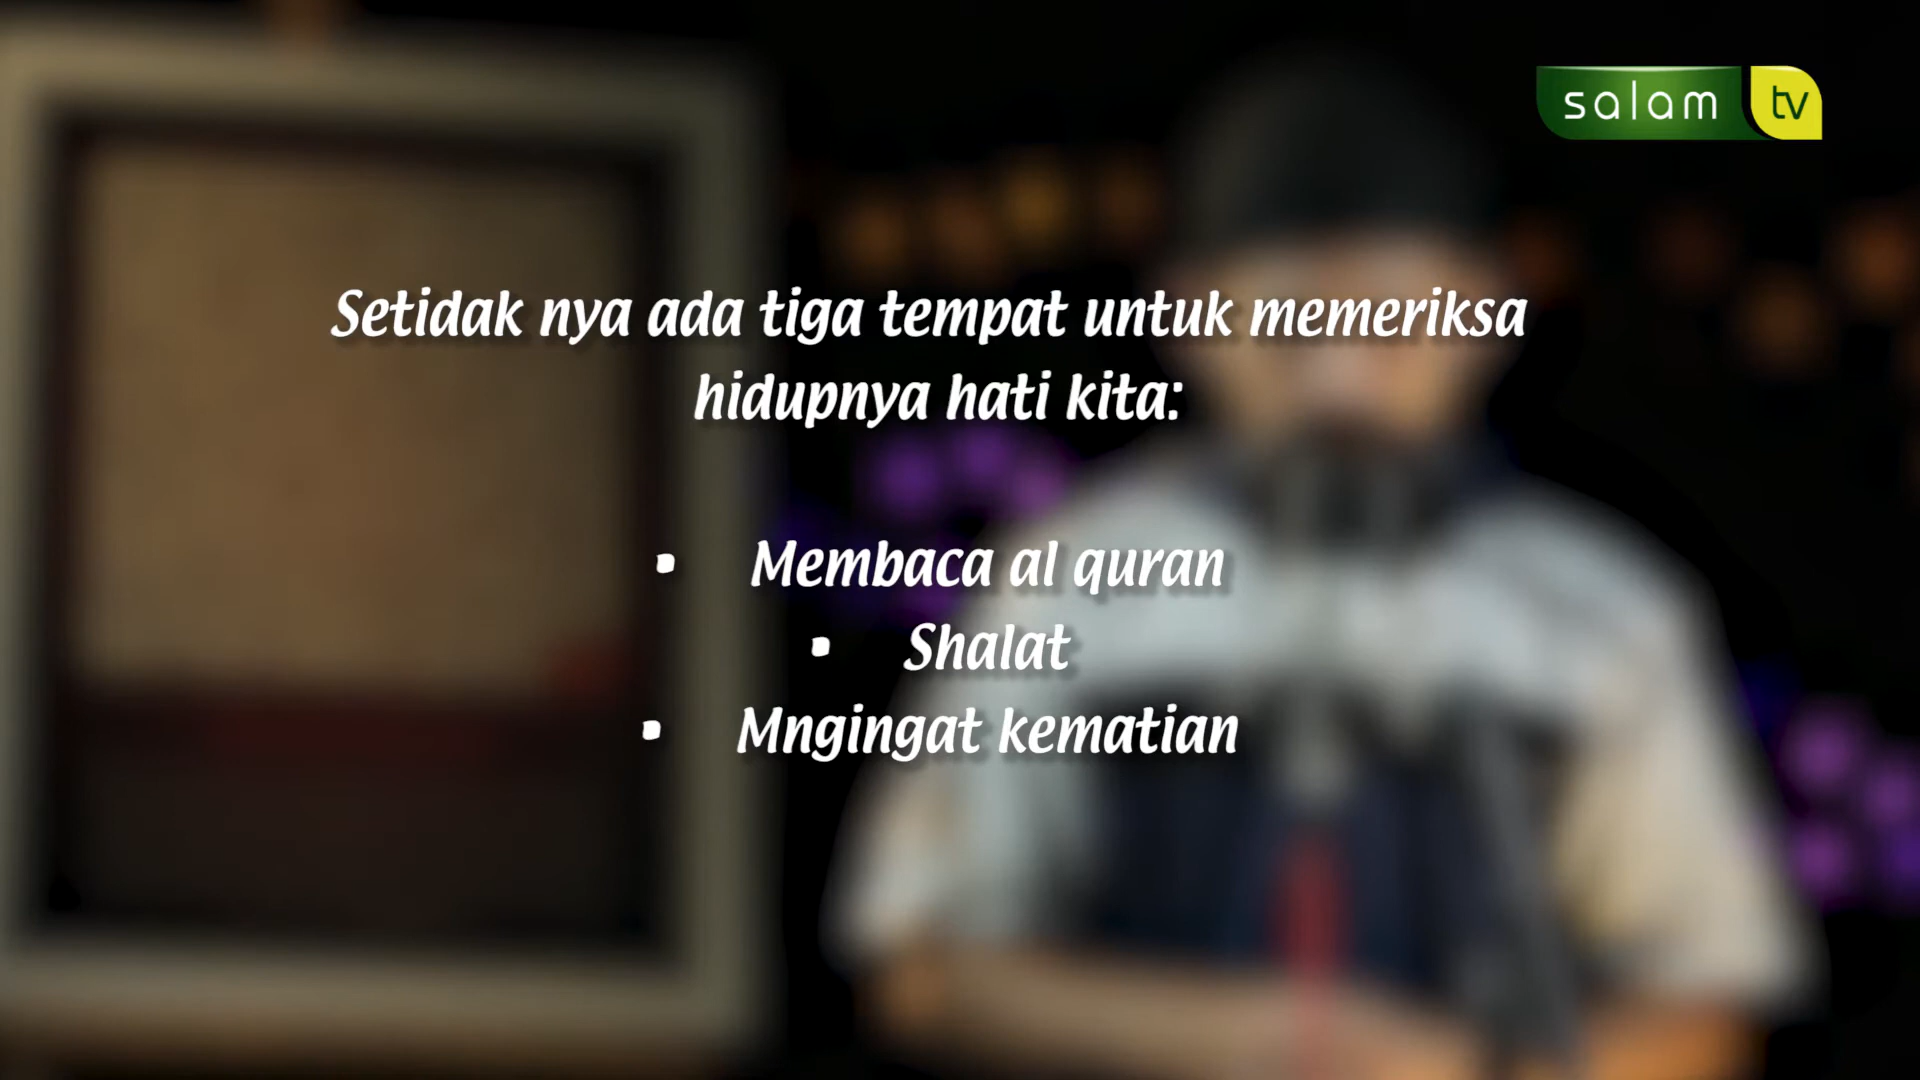 salam tv
Setidak nya ada tiga tempat untuk memeriksa
hidupnya hati kita:
• Membaca al quran
• Shalat
• Mngingat kematian